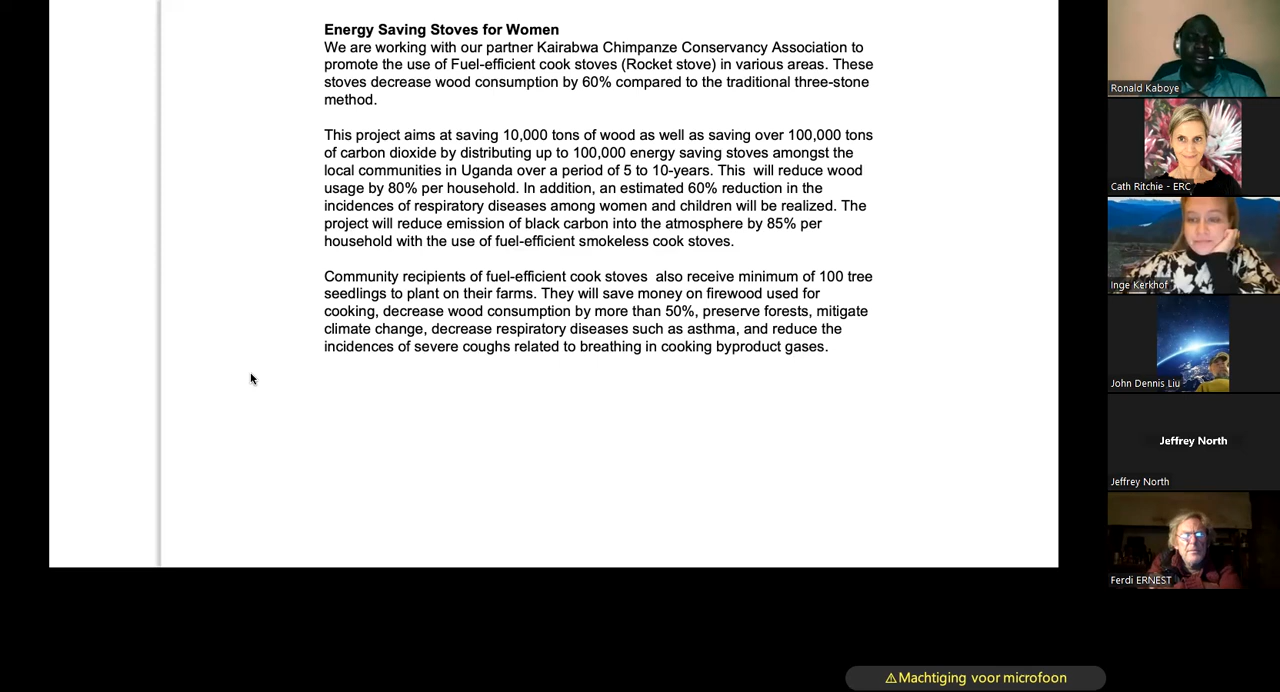 Energy Saving Stoves for Women
We are working with our partner Kairabwa Chimpanze Conservancy Association to
promote the use of Fuel-efficient cook stoves (Rocket stove) in various areas. These
stoves decrease wood consumption by 60% compared to the traditional three-stone
method.
This project aims at saving 10,000 tons of wood as well as saving over 100,000 tons
of carbon dioxide by distributing up to 100,000 energy saving stoves amongst the
local communities in Uganda over a period of 5 to 10-years. This  will reduce wood
usage by 80% per household. In addition, an estimated 60% reduction in the
incidences of respiratory diseases among women and children will be realized. The
project will reduce emission of black carbon into the atmosphere by 85% per
household with the use of fuel-efficient smokeless cook stoves.
Community recipients of fuel-efficient cook stoves  also receive minimum of 100 tree
seedlings to plant on their farms. They will save money on firewood used for
cooking, decrease wood consumption by more than 50%, preserve forests, mitigate
climate change, decrease respiratory diseases such as asthma, and reduce the
incidences of severe coughs related to breathing in cooking byproduct gases.
Ronald Kaboye
Cath Ritchie - ERC
Inge Kerkhof
John Dennis Liu
Jeffrey North
Jeffrey North
Ferdi ERNEST
⚠Machtiging voor microfoon